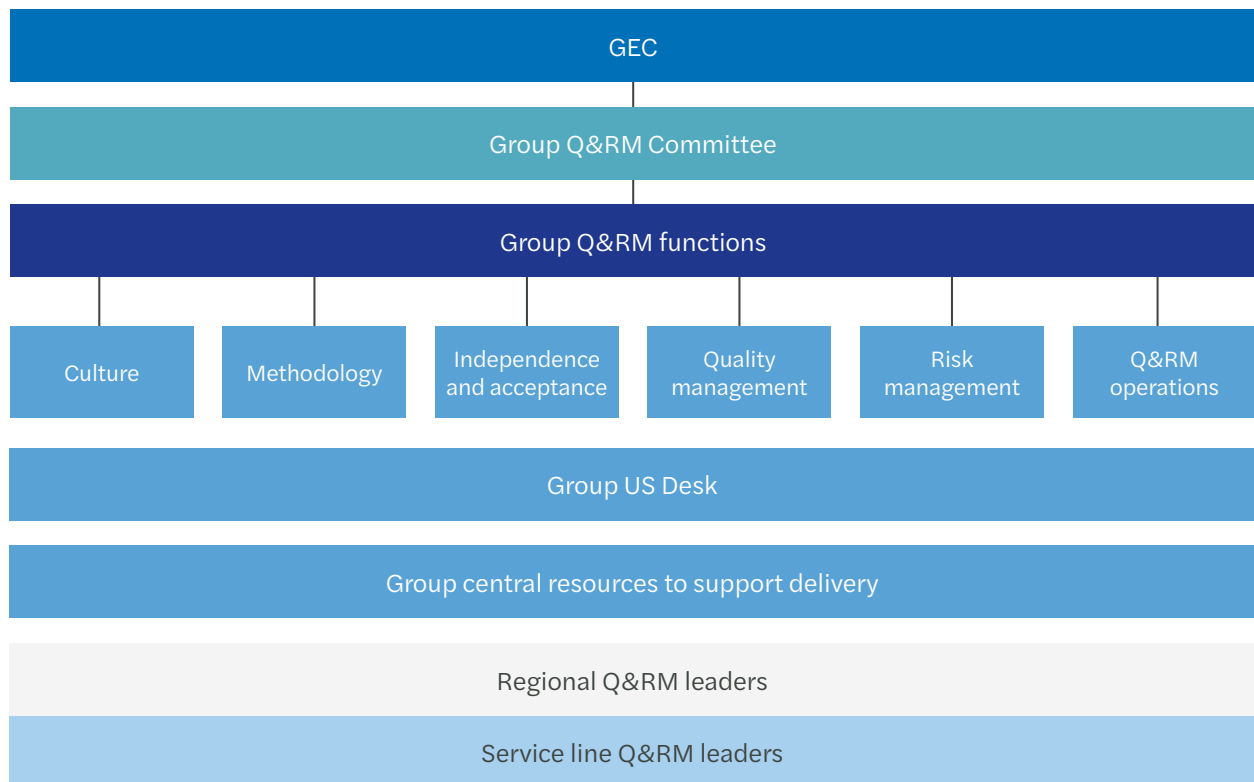 GEC
Group Q&RM Committee
Group Q&RM functions
Culture
Methodology
Independence
and acceptance
Quality
management
Risk
management
Q&RM
operations
Group US Desk
Group central resources to support delivery
Regional Q&RM leaders
Service line Q&RM leaders